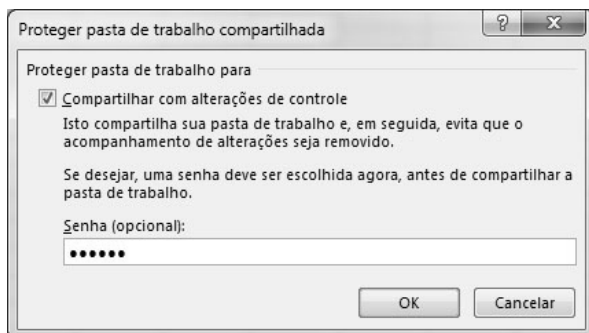 Proteger pasta de trabalho compartilhada
Proteger pasta de trabalho para
Compartilhar com alterações de controle
Isto compartilha sua pasta de trabalho e, em seguida, evita que o
acompanhamento de alterações seja removido.
Se desejar, uma senha deve ser escolhida agora, antes de compartilhar a
pasta de trabalho.
Senha (opcional):
••••••
OK Cancelar